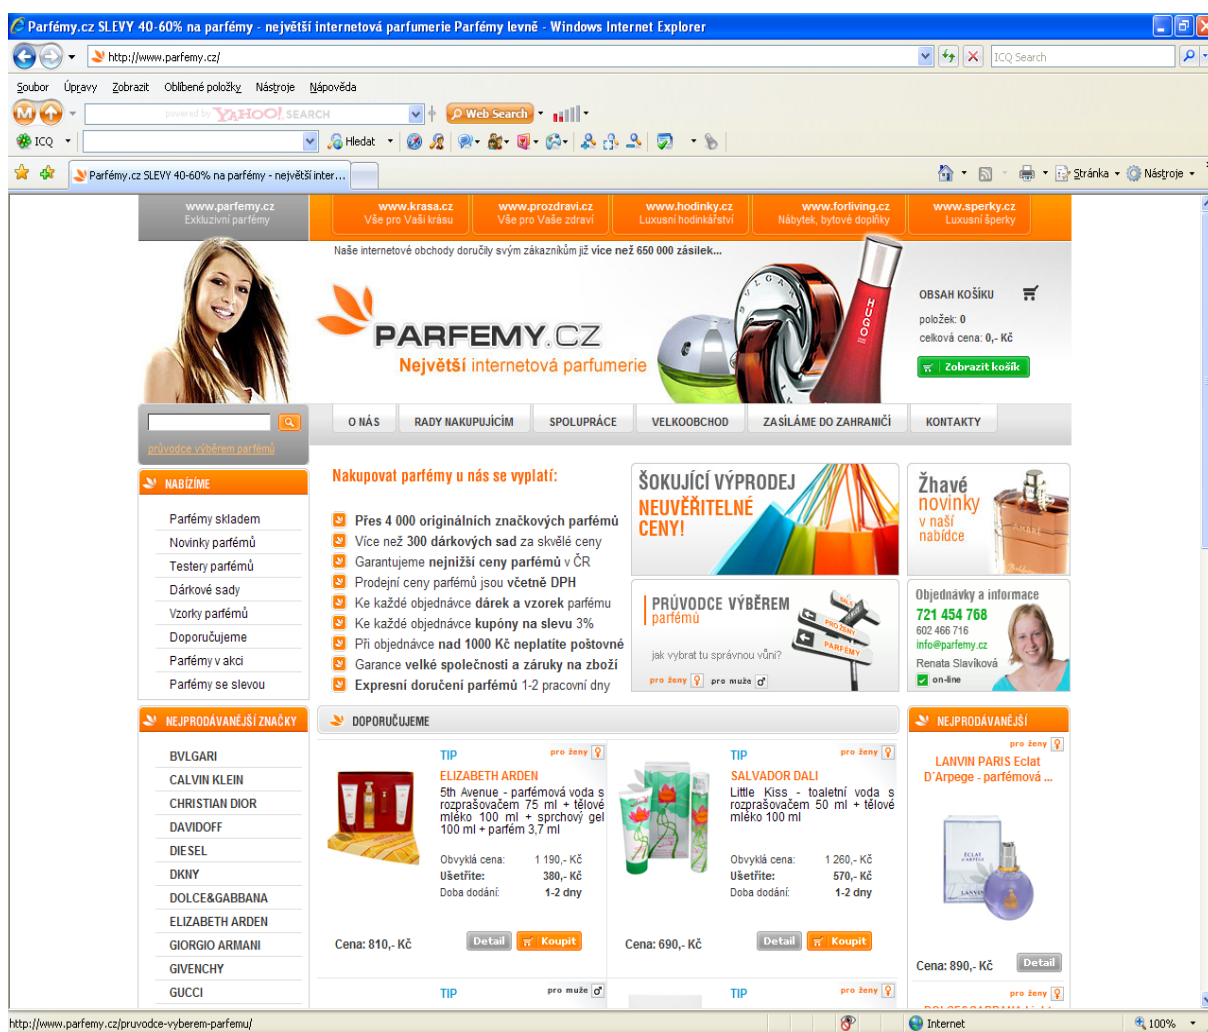 Parfémy.cz SLEVY 40-60% na parfémy - největší internetová parfumerie Parfémy levně - Windows Internet Explorer
http://www.parfemy.cz/
ICQ Search
Soubor Úpravy Zobrazit Oblíbené položky Nástroje Nápověda
powered by YAHOO! SEARCH
Web Search
ICQ
Hledat
Parfémy.cz SLEVY 40-60% na parfémy - největší inter...
Stránka
Nástroje
www.parfemy.cz
Exkluzivní parfémy
www.krasa.cz
Vše pro Vaši krásu
www.prozdravi.cz
Vše pro Vaše zdraví
www.hodinky.cz
Luxusní hodinkářství
www.forliving.cz
Nábytek, bytové doplňky
www.sperky.cz
Luxusní šperky
Naše internetové obchody doručily svým zákazníkům již více než 650 000 zásilek...
PARFEMY.CZ
Největší internetová parfumerie
BVLGARI
HUGO
OBSAH KOŠÍKU
položek: 0
celková cena: 0,- Kč
Zobrazit košík
průvodce výběrem parfémů
O NÁS
RADY NAKUPUJÍCÍM
SPOLUPRÁCE
VELKOOBCHOD
ZASÍLÁME DO ZAHRANIČÍ
KONTAKTY
NABÍZÍME
Parfémy skladem
Novinky parfémů
Testery parfémů
Dárkové sady
Vzorky parfémů
Doporučujeme
Parfémy v akci
Parfémy se slevou
Nakupovat parfémy u nás se vyplatí:
Přes 4 000 originálních značkových parfémů
Více než 300 dárkových sad za skvělé ceny
Garantujeme nejnižší ceny parfémů v ČR
Prodejní ceny parfémů jsou včetně DPH
Ke každé objednávce dárek a vzorek parfému
Ke každé objednávce kupóny na slevu 3%
Při objednávce nad 1000 Kč neplatíte poštovné
Garance velké společnosti a záruky na zboží
Expresní doručení parfémů 1-2 pracovní dny
ŠOKUJÍCÍ VÝPRODEJ
NEUVĚŘITELNÉ
CENY!
Žhavé
novinky
v naší
nabídce
PRŮVODCE VÝBĚREM
parfémů
jak vybrat tu správnou vůni?
pro ženy
pro muže
PRO ŽENY
PARFÉMY
Objednávky a informace
721 454 768
602 466 716
info@parfemy.cz
Renata Slavíková
on-line
NEJPRODÁVANĚJŠÍ ZNAČKY
BVLGARI
CALVIN KLEIN
CHRISTIAN DIOR
DAVIDOFF
DIESEL
DKNY
DOLCE&GABBANA
ELIZABETH ARDEN
GIORGIO ARMANI
GIVENCHY
GUCCI
DOPORUČUJEME
TIP
pro ženy
ELIZABETH ARDEN
5th Avenue - parfémová voda s
rozprašovačem 75 ml + tělové
mléko 100 ml + sprchový gel
100 ml + parfém 3,7 ml
Obvyklá cena: 1 190,- Kč
Ušetříte: 380,- Kč
Doba dodání: 1-2 dny
Cena: 810,- Kč
Detail
Koupit
TIP
pro ženy
SALVADOR DALI
Little Kiss - toaletní voda s
rozprašovačem 50 ml + tělové
mléko 100 ml
Obvyklá cena: 1 260,- Kč
Ušetříte: 570,- Kč
Doba dodání: 1-2 dny
Cena: 690,- Kč
Detail
Koupit
TIP
pro muže
TIP
pro ženy
NEJPRODÁVANĚJŠÍ
pro ženy
LANVIN PARIS Eclat
D´Arpege - parfémová ...
ÉCLAT
D'ARPÈGE
LANVIN
Cena: 890,- Kč
Detail
pro ženy
http://www.parfemy.cz/pruvodce-vyberem-parfemu/
Internet
100%